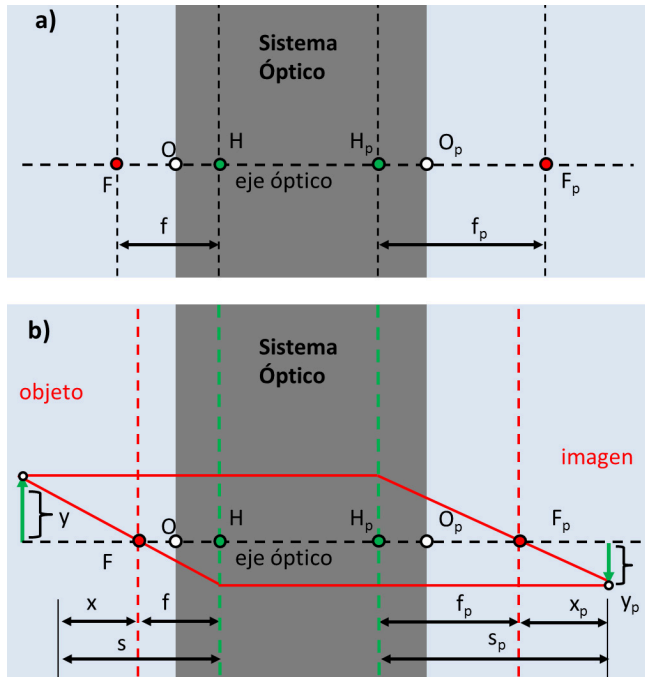 a)
Sistema
Óptico
O
H
H_p
O_p
F
eje óptico
F_p
f
f_p
b)
Sistema
Óptico
objeto
imagen
y
O
H
H_p
O_p
F_p
F
eje óptico
x
f
f_p
x_p
y_p
s
s_p